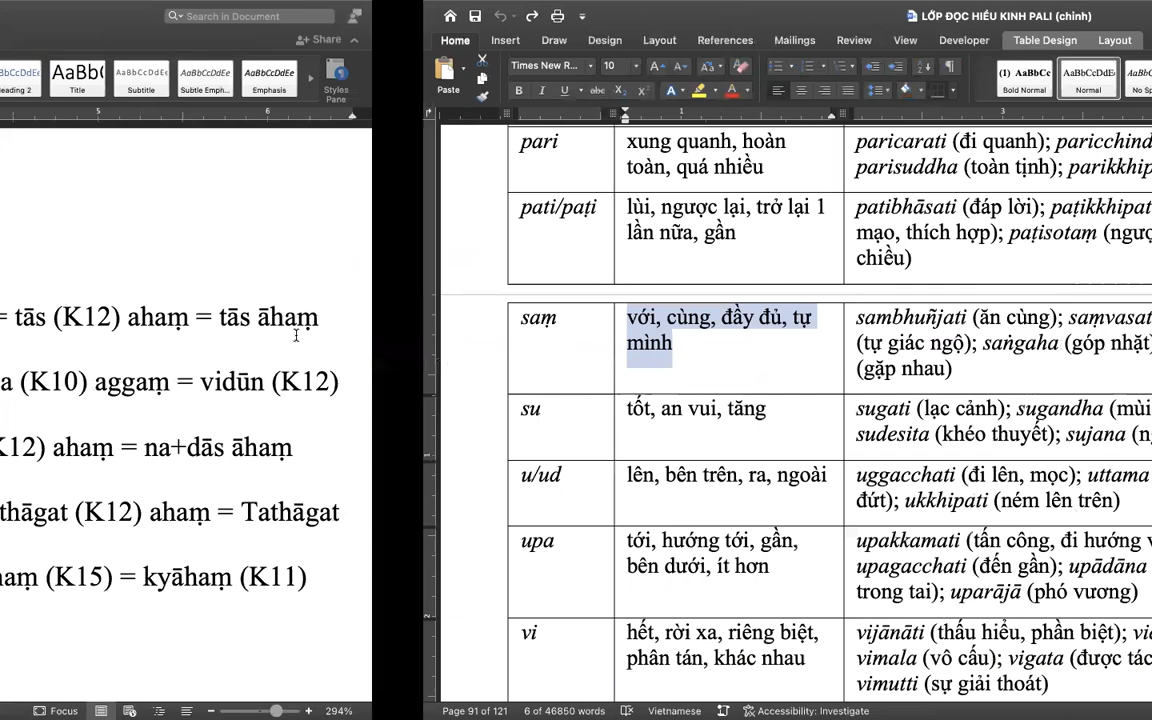 Search in Document
Share
AaBbCcDdEe
Heading 2
Title
AaBbCcDdEe
Subtitle
AaBbCcDdEe
Subtle Emph...
AaBbCcDdEe
Emphasis
Styles
Pane
5
6
= tās (K12) ahaṃ = tās āhaṃ
a (K10) aggaṃ = vidūn (K12)
K12) ahaṃ = na+dās āhaṃ
thāgat (K12) ahaṃ = Tathāgat
haṃ (K15) = kyāhaṃ (K11)
Focus
294%
LỚP ĐỌC HIỂU KINH PALI (chỉnh)
Home Insert Draw Design Layout References Mailings Review View Developer Table Design Layout
Paste
Times New R...
10
(1) AaBbCc
Bold Normal
AaBbCcDdE
Normal
No Sp
1
3
pari
xung quanh, hoàn
toàn, quá nhiều
paricarati (đi quanh); paricchind
parisuddha (toàn tịnh); parikkhip
pati/paṭi
lùi, ngược lại, trở lại 1
lần nữa, gần
patibhāsati (đáp lời); paṭikkhipat
mạo, thích hợp); paṭisotaṃ (ngượ
chiều)
saṃ
với, cùng, đầy đủ, tự
mình
sambhuñjati (ăn cùng); saṃvasat
(tự giác ngộ); saṅgaha (góp nhặt)
(gặp nhau)
su
tốt, an vui, tăng
sugati (lạc cảnh); sugandha (mùi
sudesita (khéo thuyết); sujana (n
u/ud
lên, bên trên, ra, ngoài
uggacchati (đi lên, mọc); uttama
đứt); ukkhipati (ném lên trên)
upa
tới, hướng tới, gần,
bên dưới, ít hơn
upakkamati (tấn công, đi hướng v
upagacchati (đến gần); upādāna
trong tai); uparājā (phó vương)
vi
hết, rời xa, riêng biệt,
phân tán, khác nhau
vijānāti (thấu hiểu, phần biệt); vi
vimala (vô cấu); vigata (được tác
vimutti (sự giải thoát)
Page 91 of 121
6 of 46850 words
Vietnamese
Accessibility: Investigate